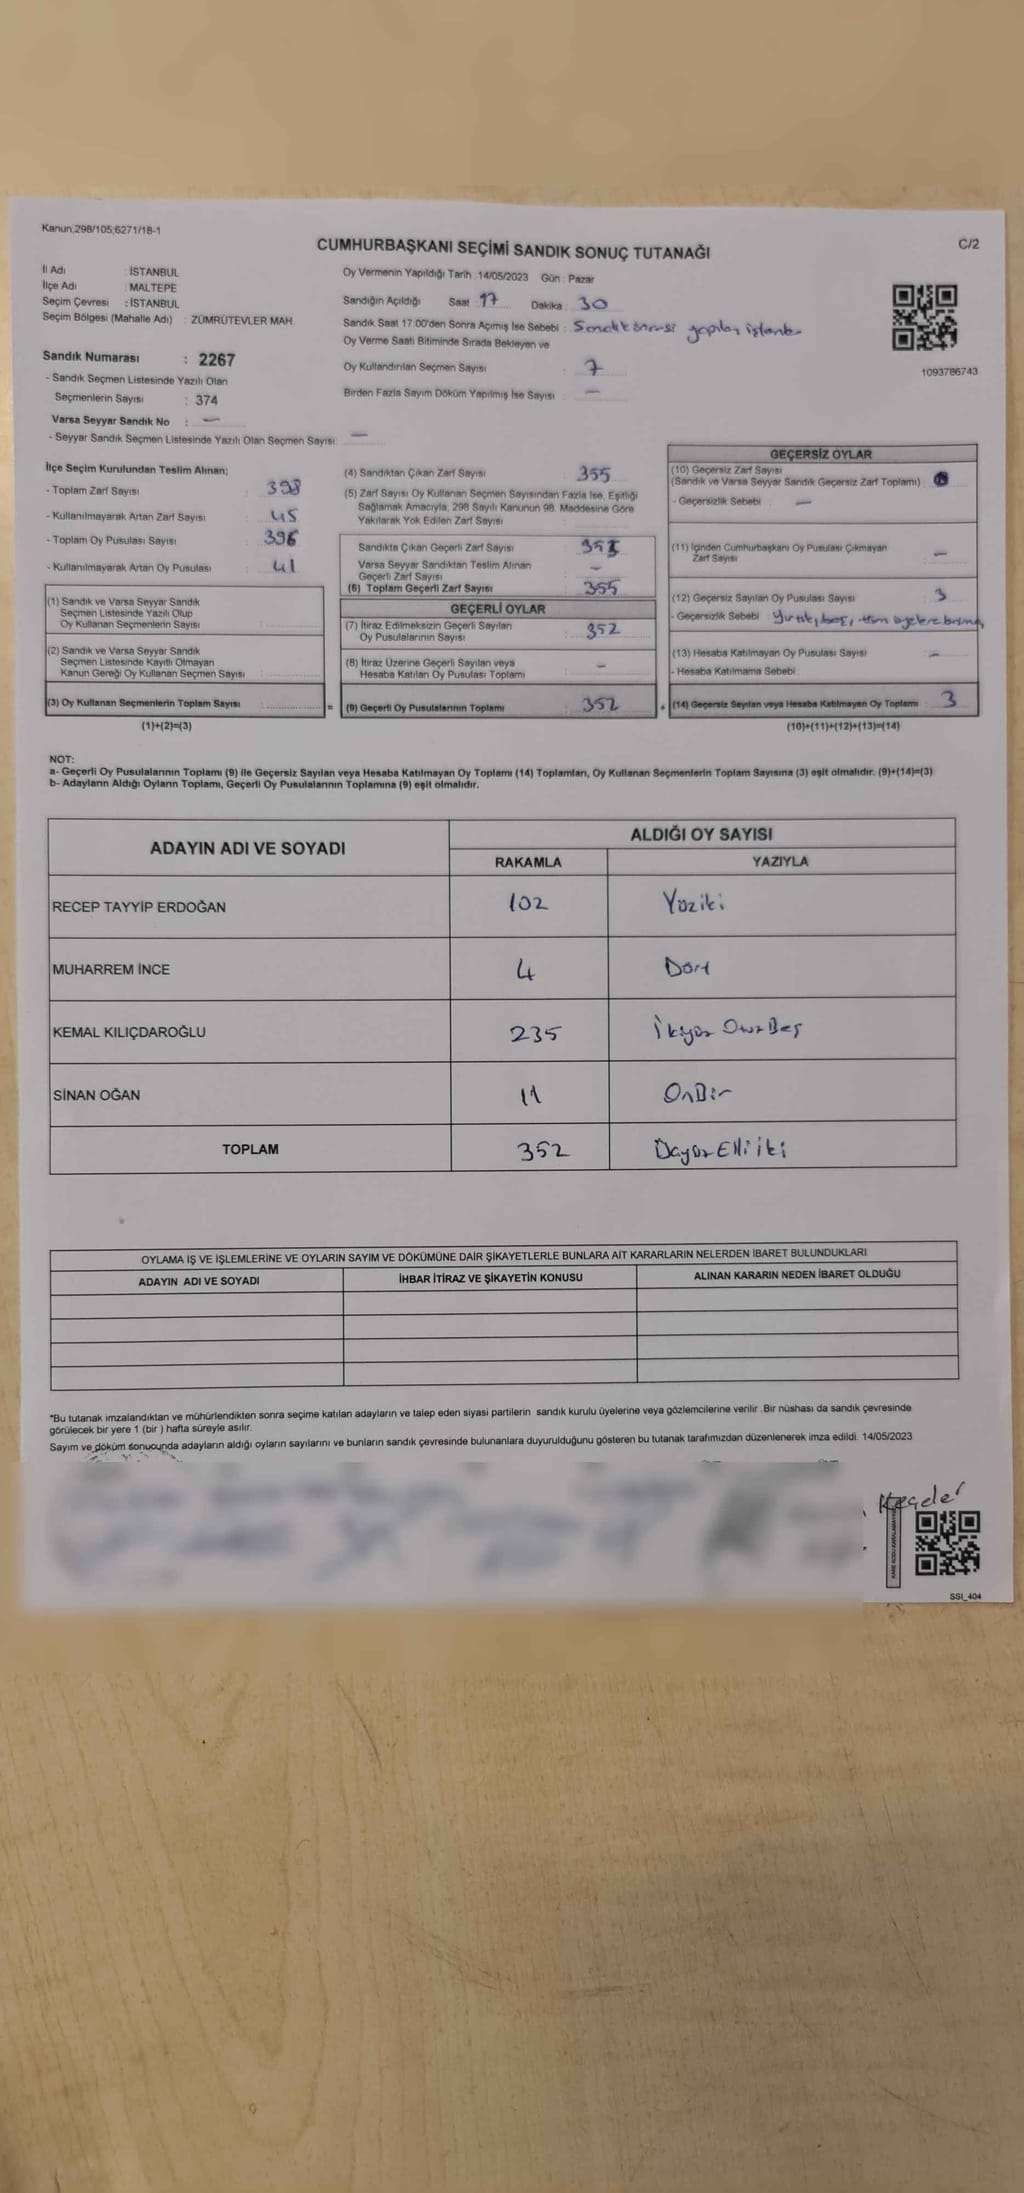 Kanun,298/105;6271/18-1
CUMHURBAŞKANI SEÇİMİ SANDIK SONUÇ TUTANAĞI
C/2
İl Adı : İSTANBUL
İlçe Adı : MALTEPE
Seçim Çevresi : İSTANBUL
Seçim Bölgesi (Mahalle Adı) : ZÜMRÜTEVLER MAH.
Sandık Numarası : 2267
- Sandık Seçmen Listesinde Yazılı Olan
Seçmenlerin Sayısı : 374
Varsa Seyyar Sandık No : -
- Seyyar Sandık Seçmen Listesinde Yazılı Olan Seçmen Sayısı: -
Oy Vermenin Yapıldığı Tarih : 14/05/2023 Gün : Pazar
Sandığın Açıldığı Saat : 17 Dakika : 30
Sandık Saat 17:00'den Sonra Açımış İse Sebebi : yapılan
Oy Verme Saati Bitiminde Sırada Bekleyen ve
Oy Kullandırılan Seçmen Sayısı : 7
Birden Fazla Sayım Döküm Yapılmış İse Sayısı : -
1093786743
İlçe Seçim Kurulundan Teslim Alınan;
- Toplam Zarf Sayısı : 398
- Kullanılmayarak Artan Zarf Sayısı : 45
- Toplam Oy Pusulası Sayısı : 396
- Kullanılmayarak Artan Oy Pusulası : 41
(1) Sandık ve Varsa Seyyar Sandık
Seçmen Listesinde Yazılı Olup
Oy Kullanan Seçmenlerin Sayısı :
(2) Sandık ve Varsa Seyyar Sandık
Seçmen Listesinde Kayıtlı Olmayan
Kanun Gereği Oy Kullanan Seçmen Sayısı :
(3) Oy Kullanan Seçmenlerin Toplam Sayısı : =
(1)+(2)=(3)
(4) Sandıktan Çıkan Zarf Sayısı : 355
(5) Zarf Sayısı Oy Kullanan Seçmen Sayısından Fazla İse, Eşitliği
Sağlamak Amacıyla, 298 Sayılı Kanunun 98. Maddesine Göre
Yakılarak Yok Edilen Zarf Sayısı :
Sandıkta Çıkan Geçerli Zarf Sayısı : 355
Varsa Seyyar Sandıktan Teslim Alınan
Geçerli Zarf Sayısı : -
(6) Toplam Geçerli Zarf Sayısı : 355
GEÇERLİ OYLAR
(7) İtiraz Edilmeksizin Geçerli Sayılan
Oy Pusulalarının Sayısı : 352
(8) İtiraz Üzerine Geçerli Sayılan veya
Hesaba Katılan Oy Pusulası Toplamı : -
(9) Geçerli Oy Pusulalarının Toplamı : 352 +
GEÇERSİZ OYLAR
(10) Geçersiz Zarf Sayısı
(Sandık ve Varsa Seyyar Sandık Geçersiz Zarf Toplamı) :
- Geçersizlik Sebebi : -
(11) İçinden Cumhurbaşkanı Oy Pusulası Çıkmayan
Zarf Sayısı : -
(12) Geçersiz Sayılan Oy Pusulası Sayısı : 3
- Geçersizlik Sebebi : Yırtık, boş,
(13) Hesaba Katılmayan Oy Pusulası Sayısı : -
- Hesaba Katılmama Sebebi :
(14) Geçersiz Sayılan veya Hesaba Katılmayan Oy Toplamı : 3
(10)+(11)+(12)+(13)=(14)
NOT:
a- Geçerli Oy Pusulalarının Toplamı (9) ile Geçersiz Sayılan veya Hesaba Katılmayan Oy Toplamı (14) Toplamları, Oy Kullanan Seçmenlerin Toplam Sayısına (3) eşit olmalıdır. (9)+(14)=(3)
b- Adayların Aldığı Oyların Toplamı, Geçerli Oy Pusulalarının Toplamına (9) eşit olmalıdır.
ADAYIN ADI VE SOYADI ALDIĞI OY SAYISI
RAKAMLA YAZIYLA
RECEP TAYYİP ERDOĞAN 102 Yüziki
MUHARREM İNCE 4 Dört
KEMAL KILIÇDAROĞLU 235 İkiyüz OtuzBeş
SİNAN OĞAN 11 OnBir
TOPLAM 352 ÜçyüzElliiki
OYLAMA İŞ VE İŞLEMLERİNE VE OYLARIN SAYIM VE DÖKÜMÜNE DAİR ŞİKAYETLERLE BUNLARA AİT KARARLARIN NELERDEN İBARET BULUNDUKLARI
ADAYIN ADI VE SOYADI İHBAR İTİRAZ VE ŞİKAYETİN KONUSU ALINAN KARARIN NEDEN İBARET OLDUĞU
*Bu tutanak imzalandıktan ve mühürlendikten sonra seçime katılan adayların ve talep eden siyasi partilerin sandık kurulu üyelerine veya gözlemcilerine verilir .Bir nüshası da sandık çevresinde
görülecek bir yere 1 (bir ) hafta süreyle asılır.
Sayım ve döküm sonucunda adayların aldığı oyların sayılarını ve bunların sandık çevresinde bulunanlara duyurulduğunu gösteren bu tutanak tarafımızdan düzenlenerek imza edildi. 14/05/2023
SSI_404